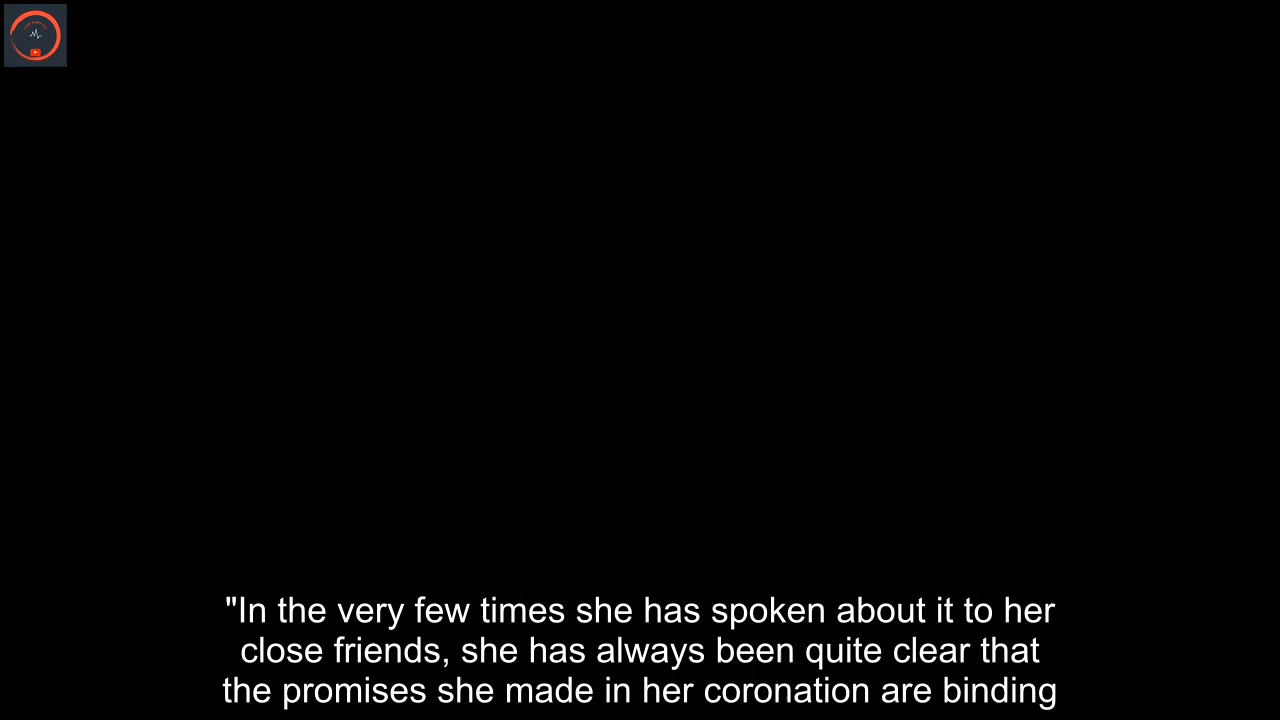 "In the very few times she has spoken about it to her
close friends, she has always been quite clear that
the promises she made in her coronation are binding